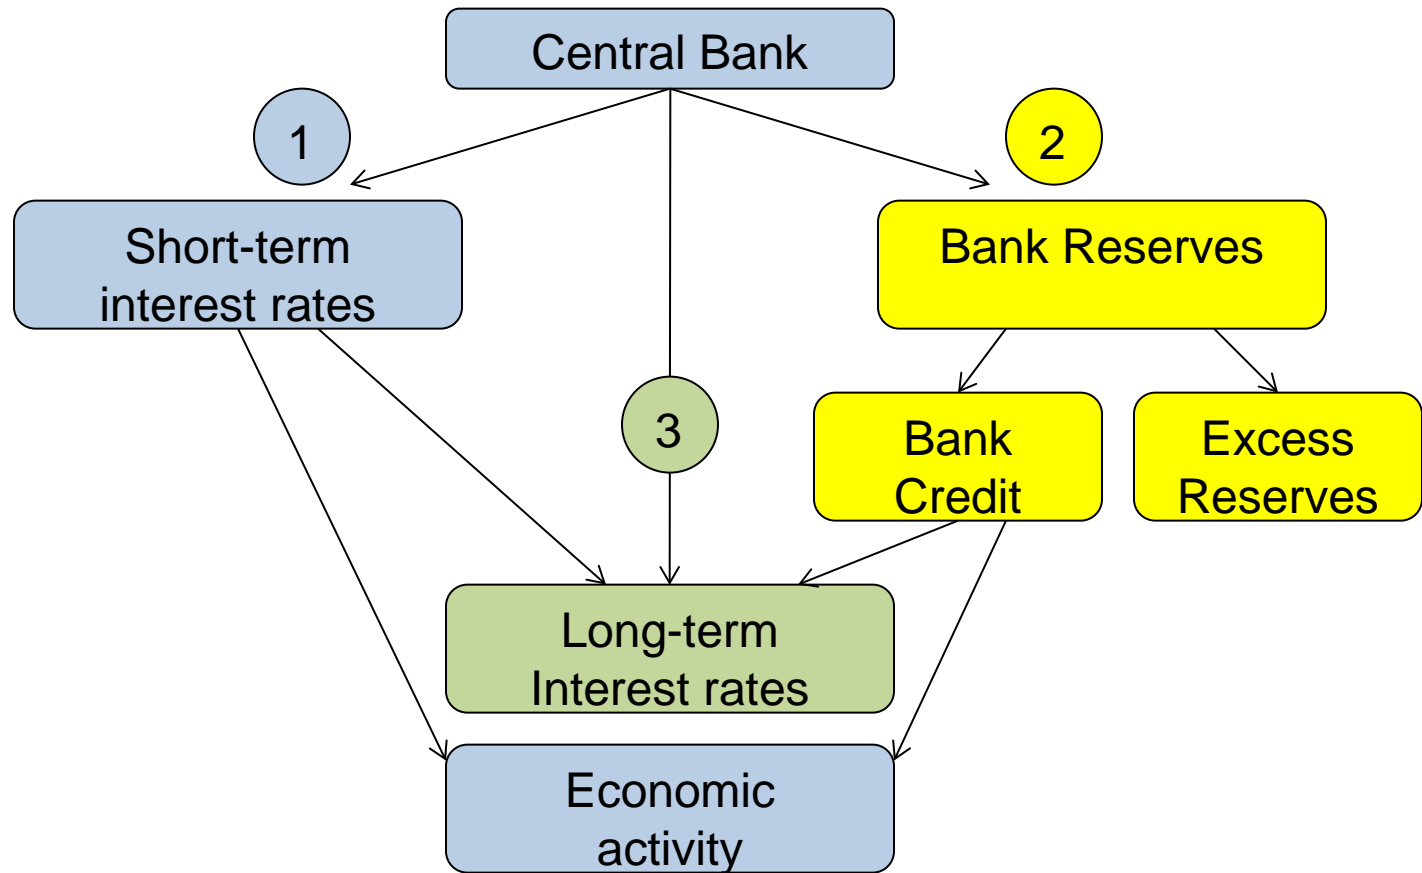 Central Bank
1
2
Short-term
interest rates
Bank Reserves
3
Bank
Credit
Excess
Reserves
Long-term
Interest rates
Economic
activity